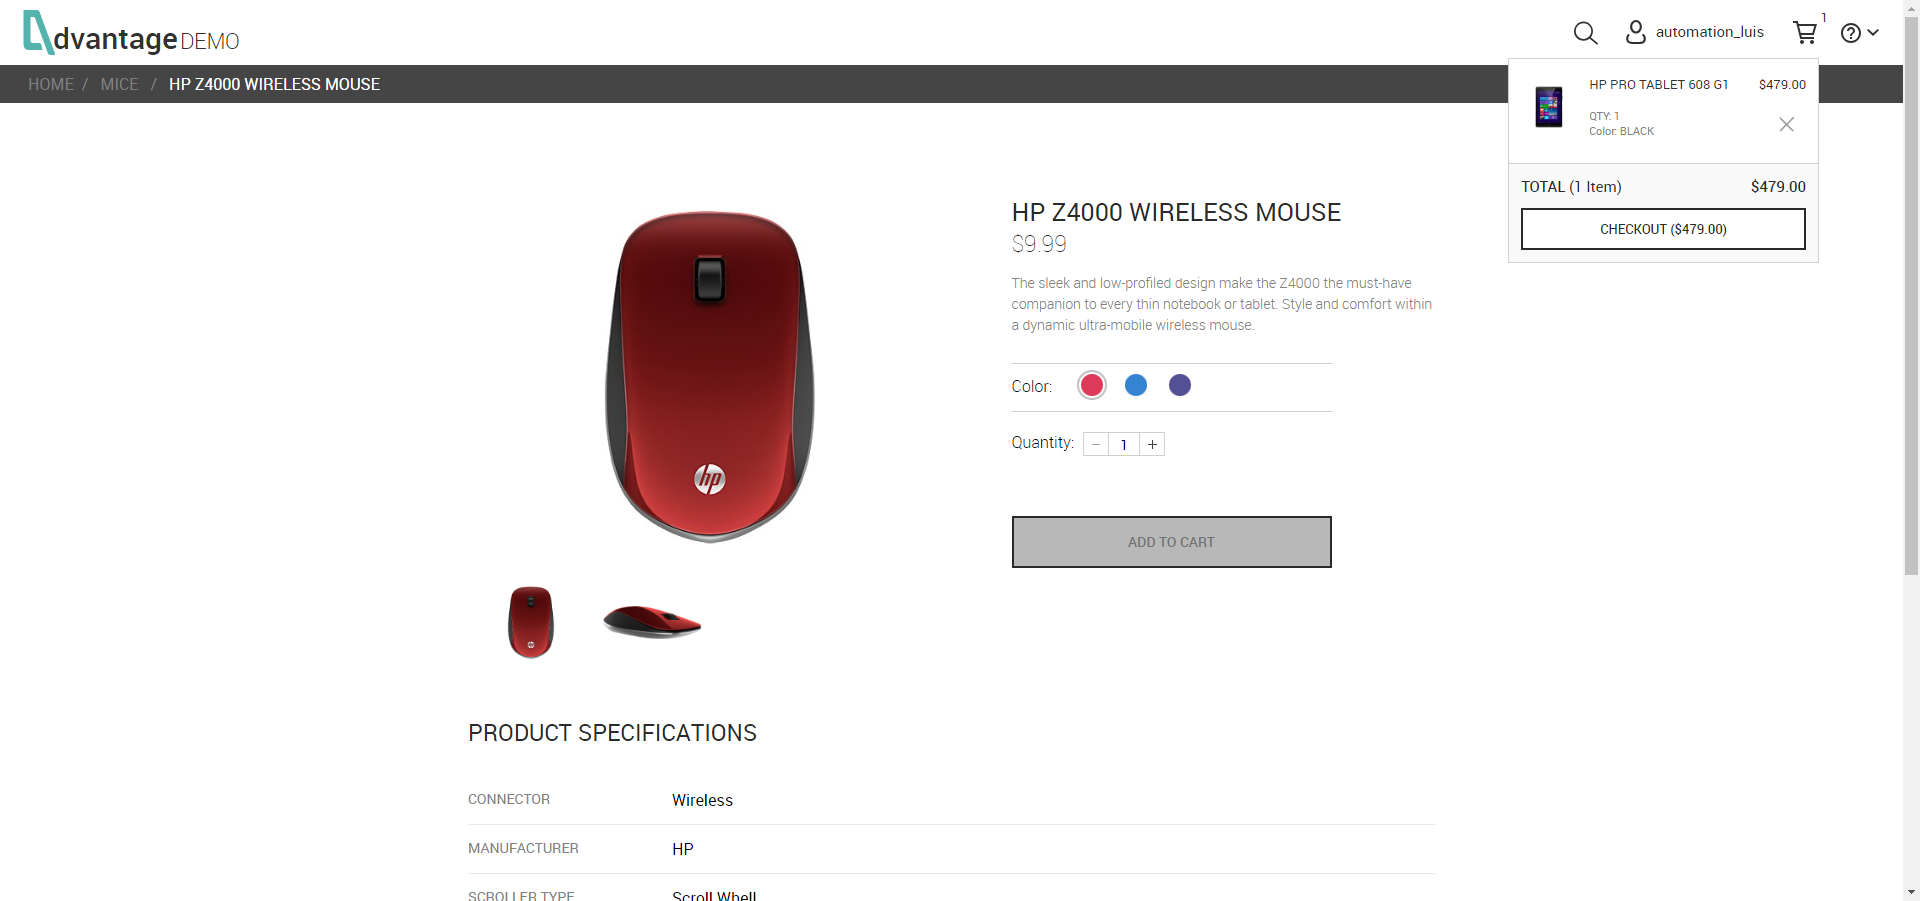 dvantage DEMO
automation_luis
1
HOME / MICE / HP Z4000 WIRELESS MOUSE
HP PRO TABLET 608 G1 $479.00
QTY: 1
Color: BLACK
TOTAL (1 Item) $479.00
CHECKOUT ($479.00)
HP Z4000 WIRELESS MOUSE
$9.99
The sleek and low-profiled design make the Z4000 the must-have
companion to every thin notebook or tablet. Style and comfort within
a dynamic ultra-mobile wireless mouse.
Color:
Quantity: − 1 +
ADD TO CART
hp
PRODUCT SPECIFICATIONS
CONNECTOR Wireless
MANUFACTURER HP
SCROLLER TYPE Scroll Whell